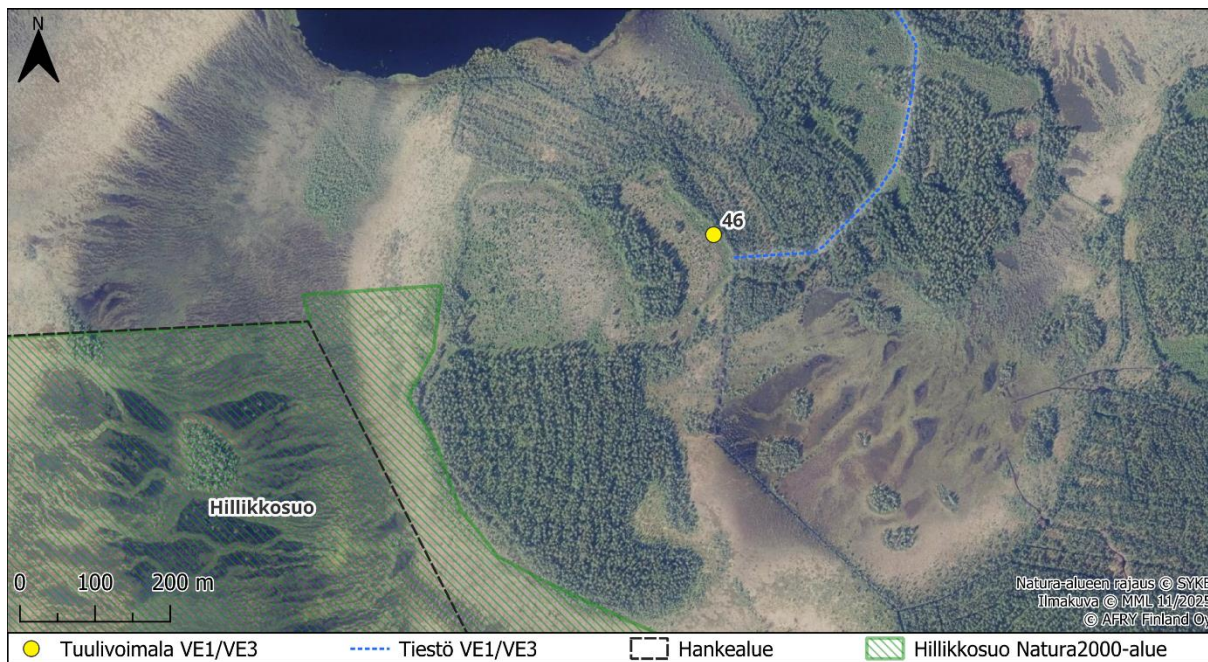 N
46
Hillikkosuo
0 100 200 m
Natura-alueen rajaus © SYKE
Ilmakuva © MML 11/2025
© AFRY Finland Oy
Tuulivoimala VE1/VE3 Tiestö VE1/VE3 Hankealue Hillikkosuo Natura2000-alue